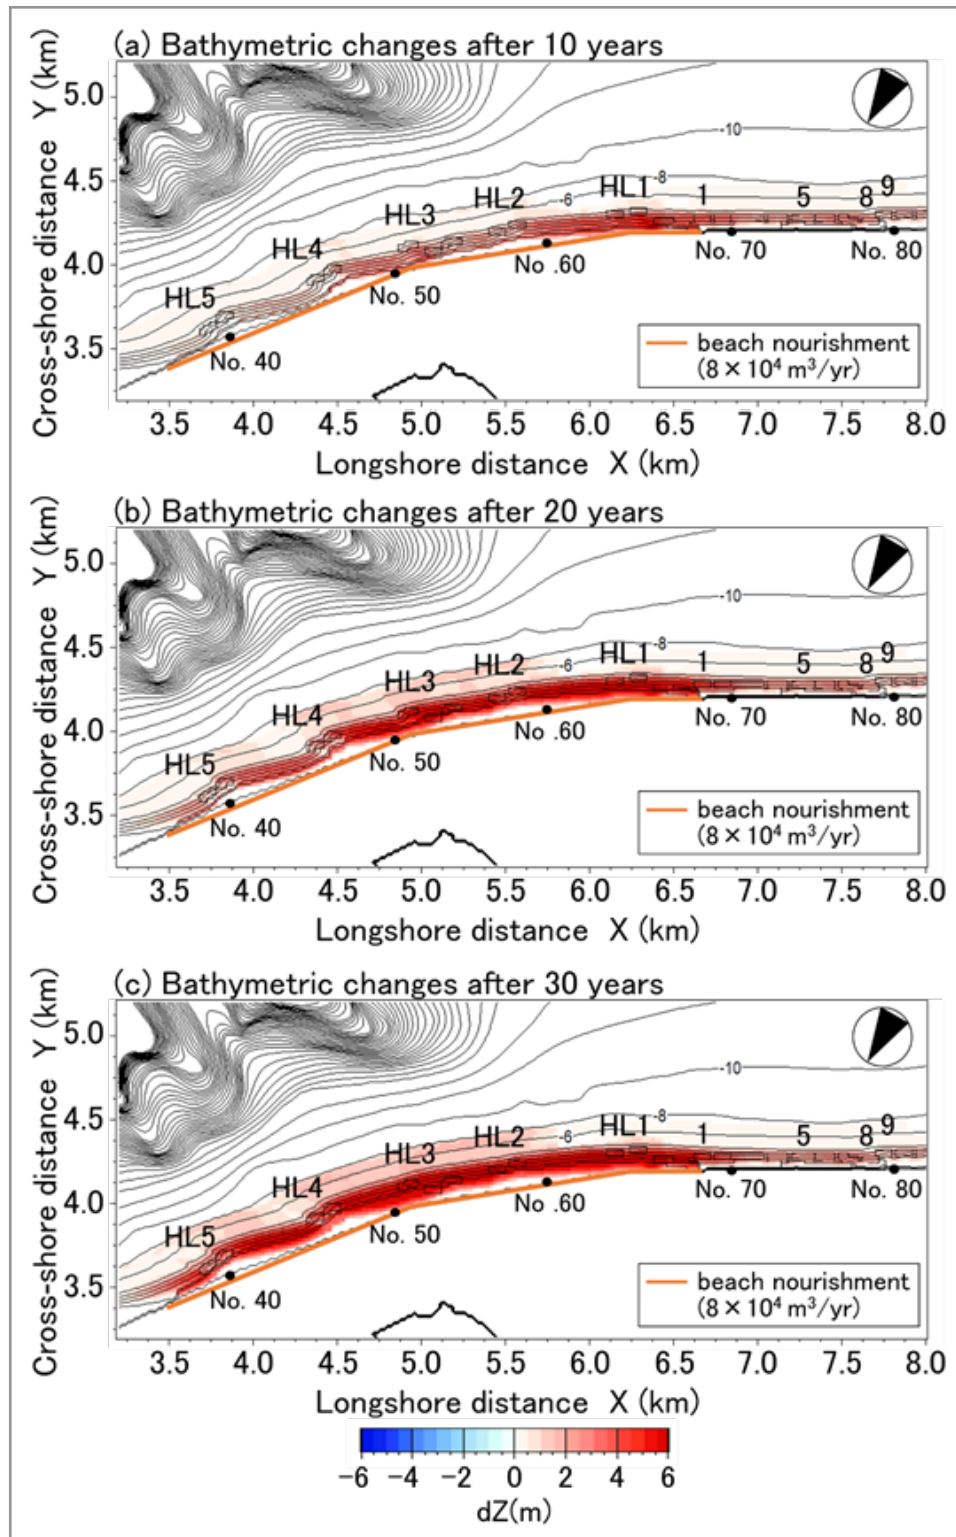 (a) Bathymetric changes after 10 years
Cross-shore distance Y (km)
5.0
4.5
4.0
3.5
-10
-8
-6
HL1 1 5 8 9
HL2
HL3
HL4
HL5
No. 40
No. 50
No .60
No. 70
No. 80
beach nourishment
(8×10⁴ m³/yr)
3.5 4.0 4.5 5.0 5.5 6.0 6.5 7.0 7.5 8.0
Longshore distance X (km)
(b) Bathymetric changes after 20 years
Cross-shore distance Y (km)
5.0
4.5
4.0
3.5
-10
-8
-6
HL1 1 5 8 9
HL2
HL3
HL4
HL5
No. 40
No. 50
No .60
No. 70
No. 80
beach nourishment
(8×10⁴ m³/yr)
3.5 4.0 4.5 5.0 5.5 6.0 6.5 7.0 7.5 8.0
Longshore distance X (km)
(c) Bathymetric changes after 30 years
Cross-shore distance Y (km)
5.0
4.5
4.0
3.5
-10
-8
-6
HL1 1 5 8 9
HL2
HL3
HL4
HL5
No. 40
No. 50
No .60
No. 70
No. 80
beach nourishment
(8×10⁴ m³/yr)
3.5 4.0 4.5 5.0 5.5 6.0 6.5 7.0 7.5 8.0
Longshore distance X (km)
-6 -4 -2 0 2 4 6
dZ(m)